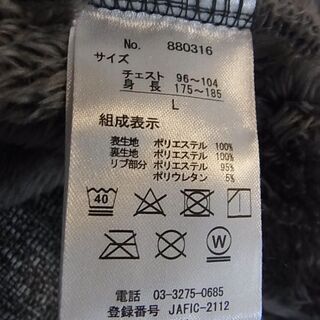 No. 880316
サイズ
チェスト 96～104
身長 175～185
L
組成表示
表生地 ポリエステル 100%
裏生地 ポリエステル 100%
リブ部分 ポリエステル 95%
ポリウレタン 5%
40
W
電話 03-3275-0685
登録番号 JAFIC-2112